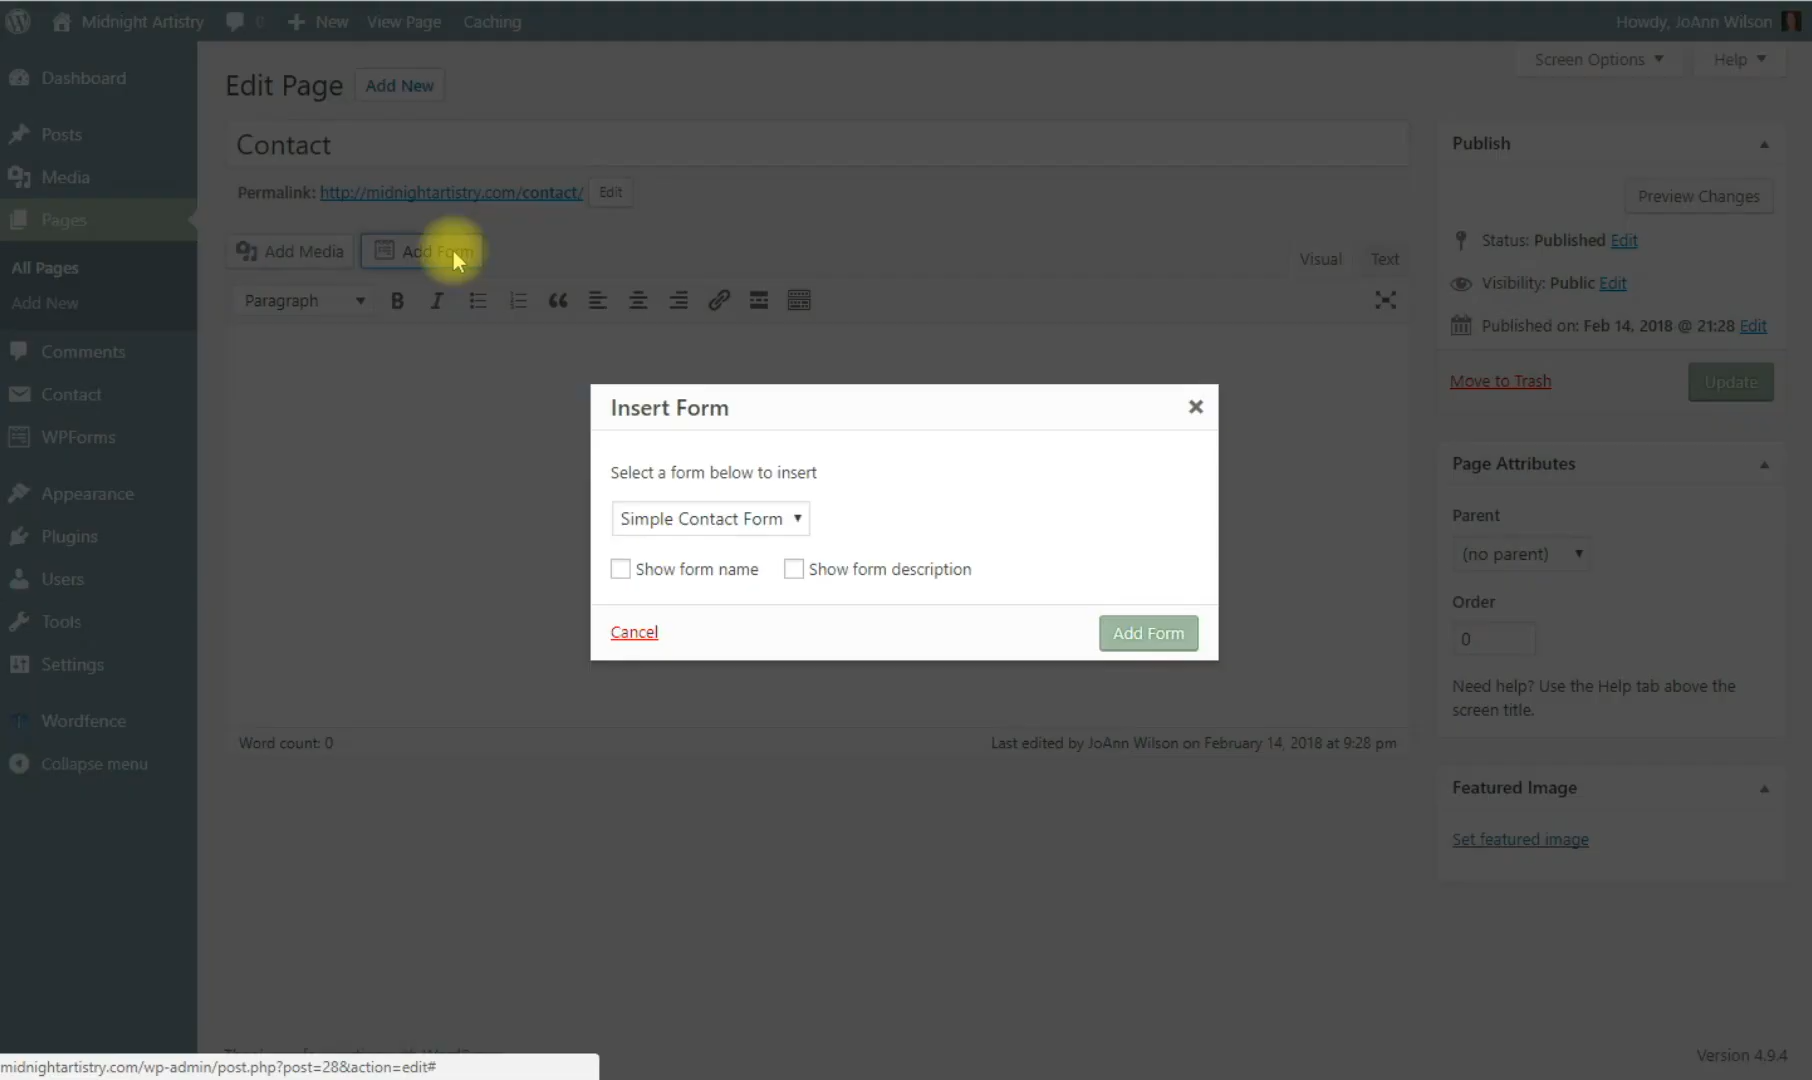 Midnight Artistry 0 New View Page Caching Howdy, JoAnn Wilson
Dashboard
Posts
Media
Pages
All Pages
Add New
Comments
Contact
WPForms
Appearance
Plugins
Users
Tools
Settings
Wordfence
Collapse menu
Screen Options Help
Edit Page Add New
Contact
Permalink: http://midnightartistry.com/contact/ Edit
Add Media Add Form
Visual Text
Paragraph B I
Insert Form
Select a form below to insert
Simple Contact Form
Show form name Show form description
Cancel Add Form
Word count: 0 Last edited by JoAnn Wilson on February 14, 2018 at 9:28 pm
Publish
Preview Changes
Status: Published Edit
Visibility: Public Edit
Published on: Feb 14, 2018 @ 21:28 Edit
Move to Trash Update
Page Attributes
Parent
(no parent)
Order
0
Need help? Use the Help tab above the
screen title.
Featured Image
Set featured image
Version 4.9.4
midnightartistry.com/wp-admin/post.php?post=28&action=edit#